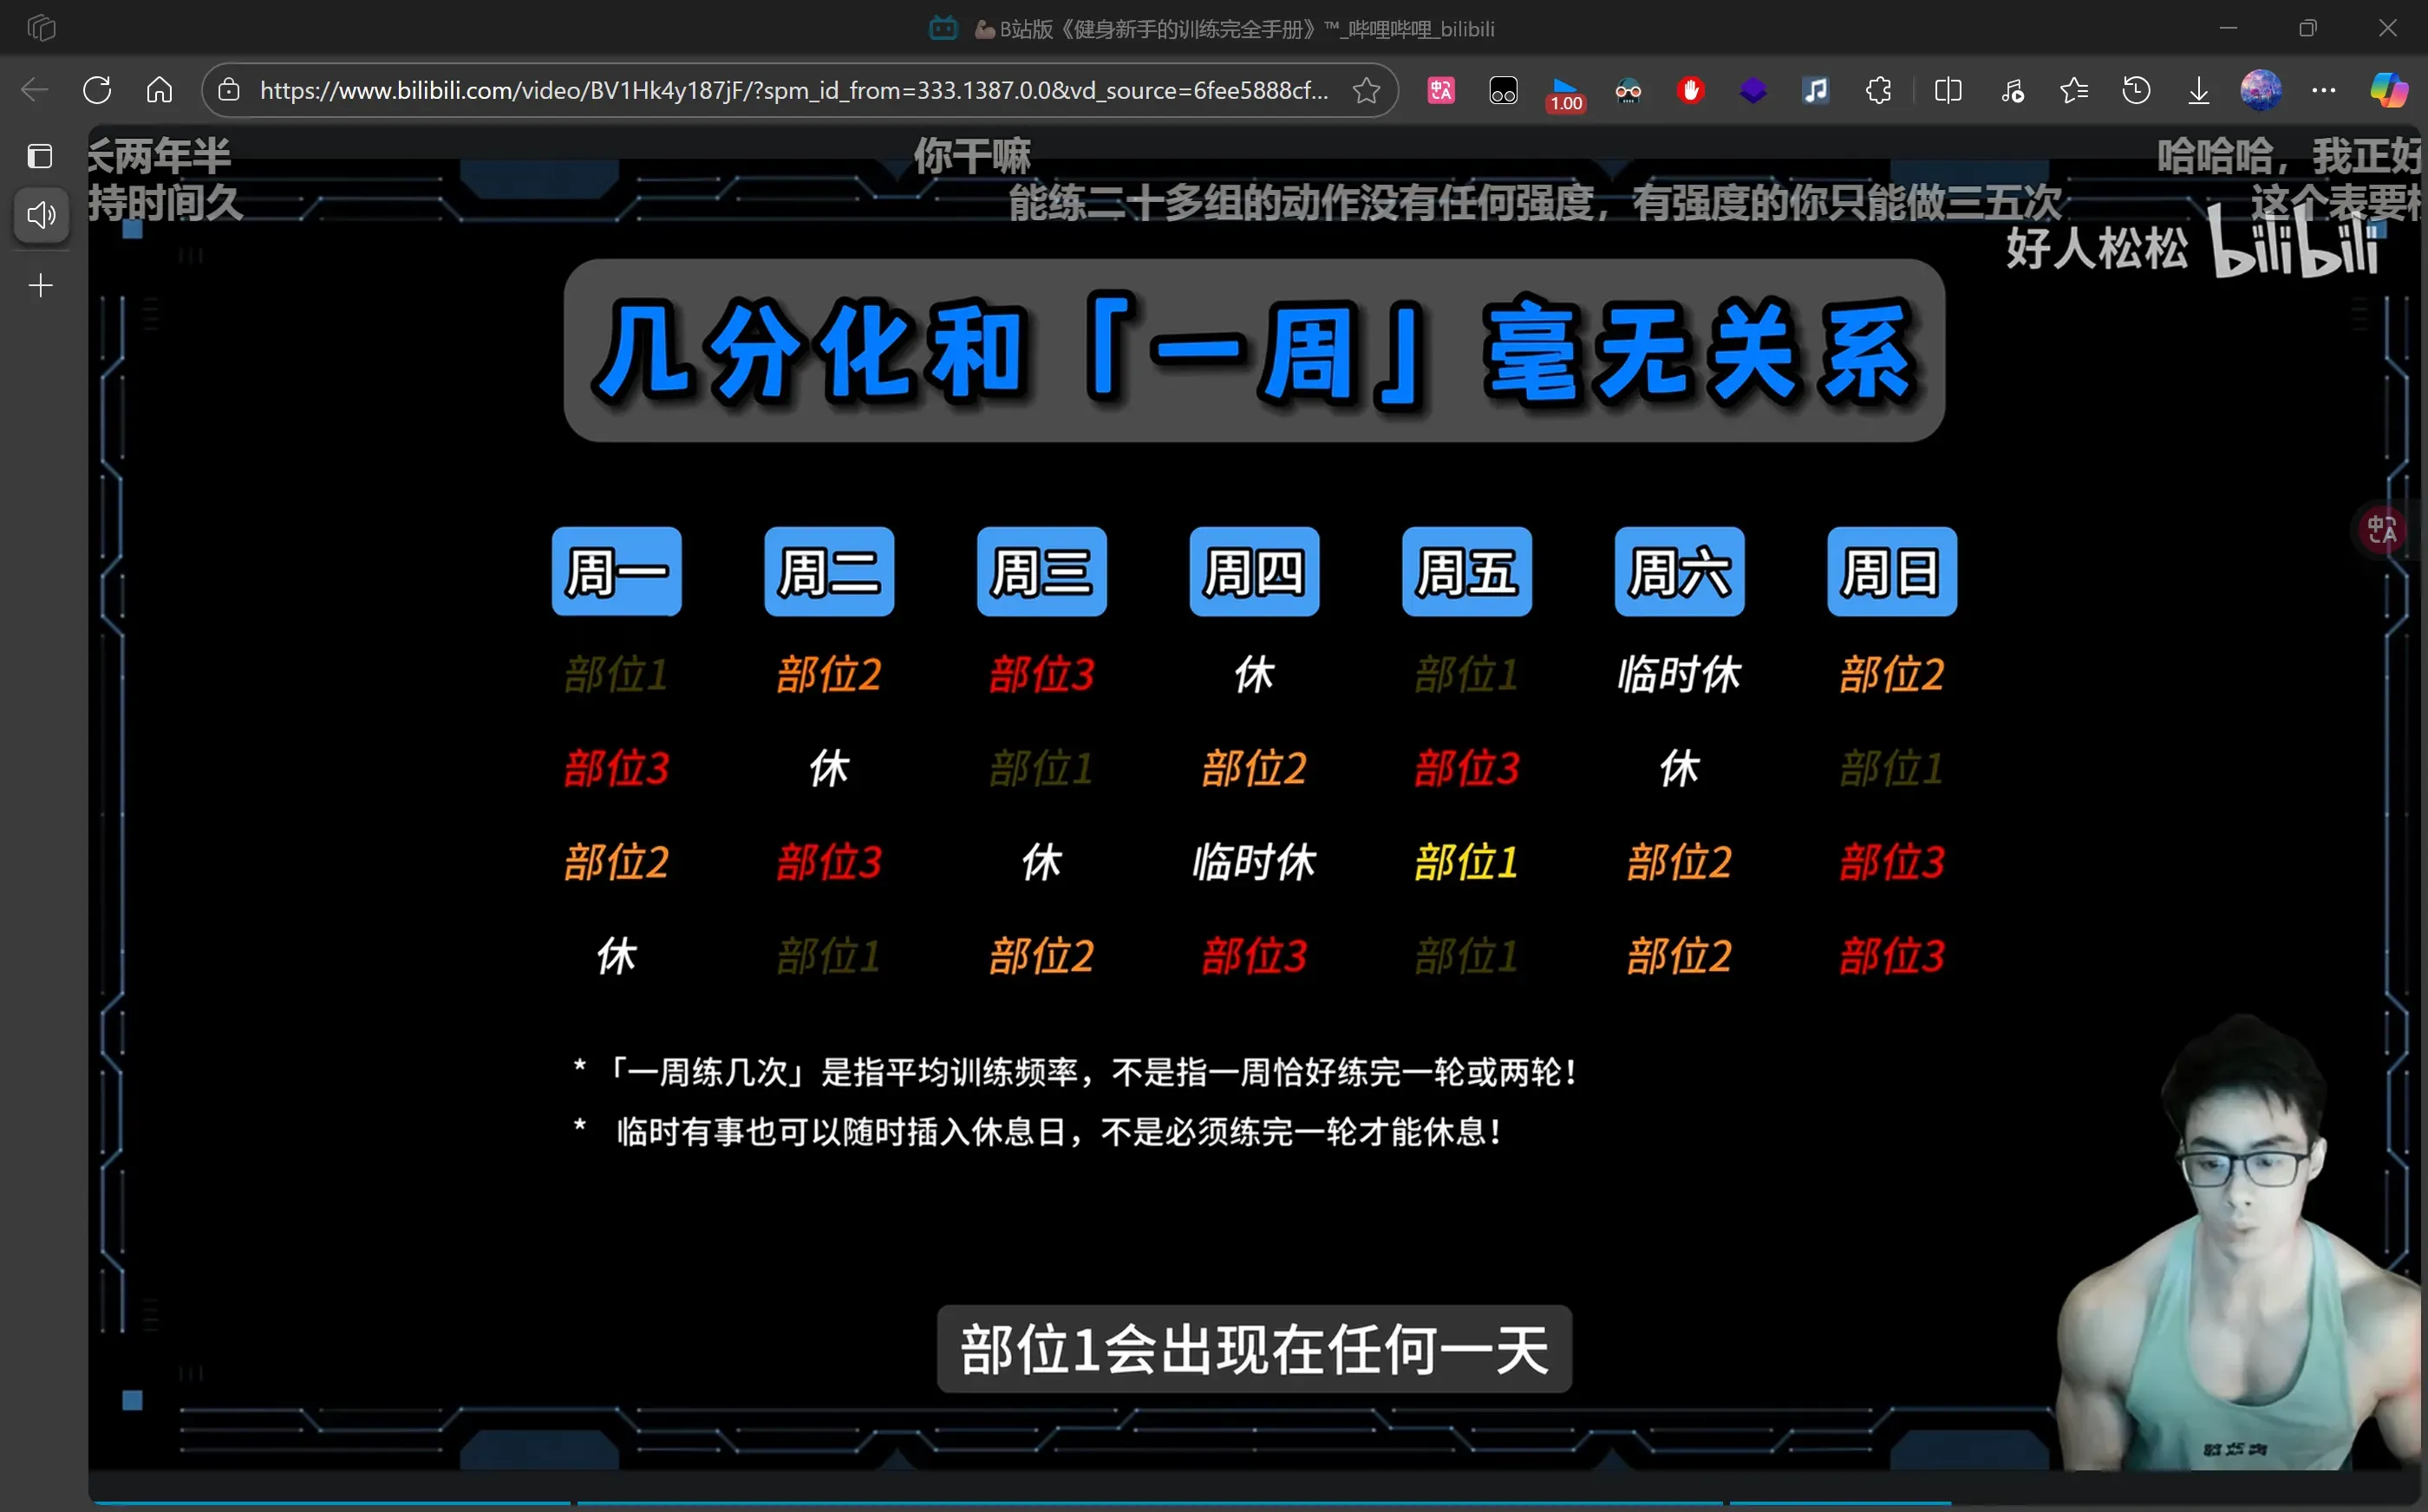 B站版《健身新手的训练完全手册》™_哔哩哔哩_bilibili
https://www.bilibili.com/video/BV1Hk4y187jF/?spm_id_from=333.1387.0.0&vd_source=6fee5888cf...
1.00
长两年半
你干嘛
哈哈哈，我正好
持时间久
能练二十多组的动作没有任何强度，有强度的你只能做三五次
这个表要
好人松松 bilibili
几分化和「一周」毫无关系
周一 周二 周三 周四 周五 周六 周日
部位1 部位2 部位3 休 部位1 临时休 部位2
部位3 休 部位1 部位2 部位3 休 部位1
部位2 部位3 休 临时休 部位1 部位2 部位3
休 部位1 部位2 部位3 部位1 部位2 部位3
* 「一周练几次」是指平均训练频率，不是指一周恰好练完一轮或两轮！
* 临时有事也可以随时插入休息日，不是必须练完一轮才能休息！
部位1会出现在任何一天